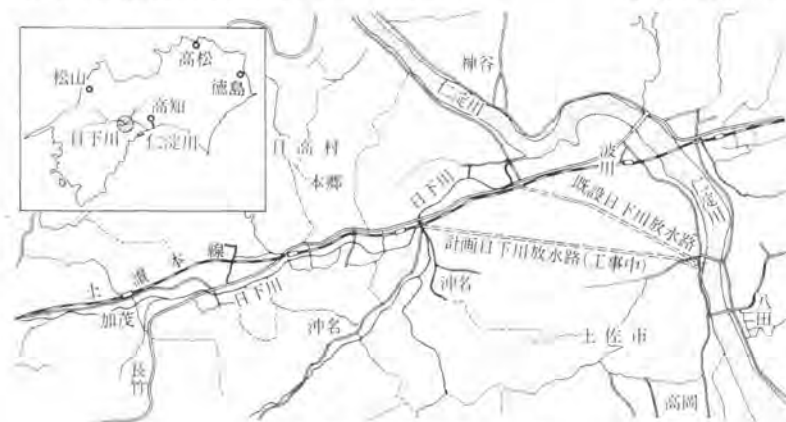 高松
松山
徳島
高知
日下川
仁淀川
神谷
仁淀川
日高村
本郷
日下川
波川
仁淀川
既設日下川放水路
計画日下川放水路(工事中)
土讃本線
日下川
加茂
長竹
沖名
沖名
土佐市
八田
高岡